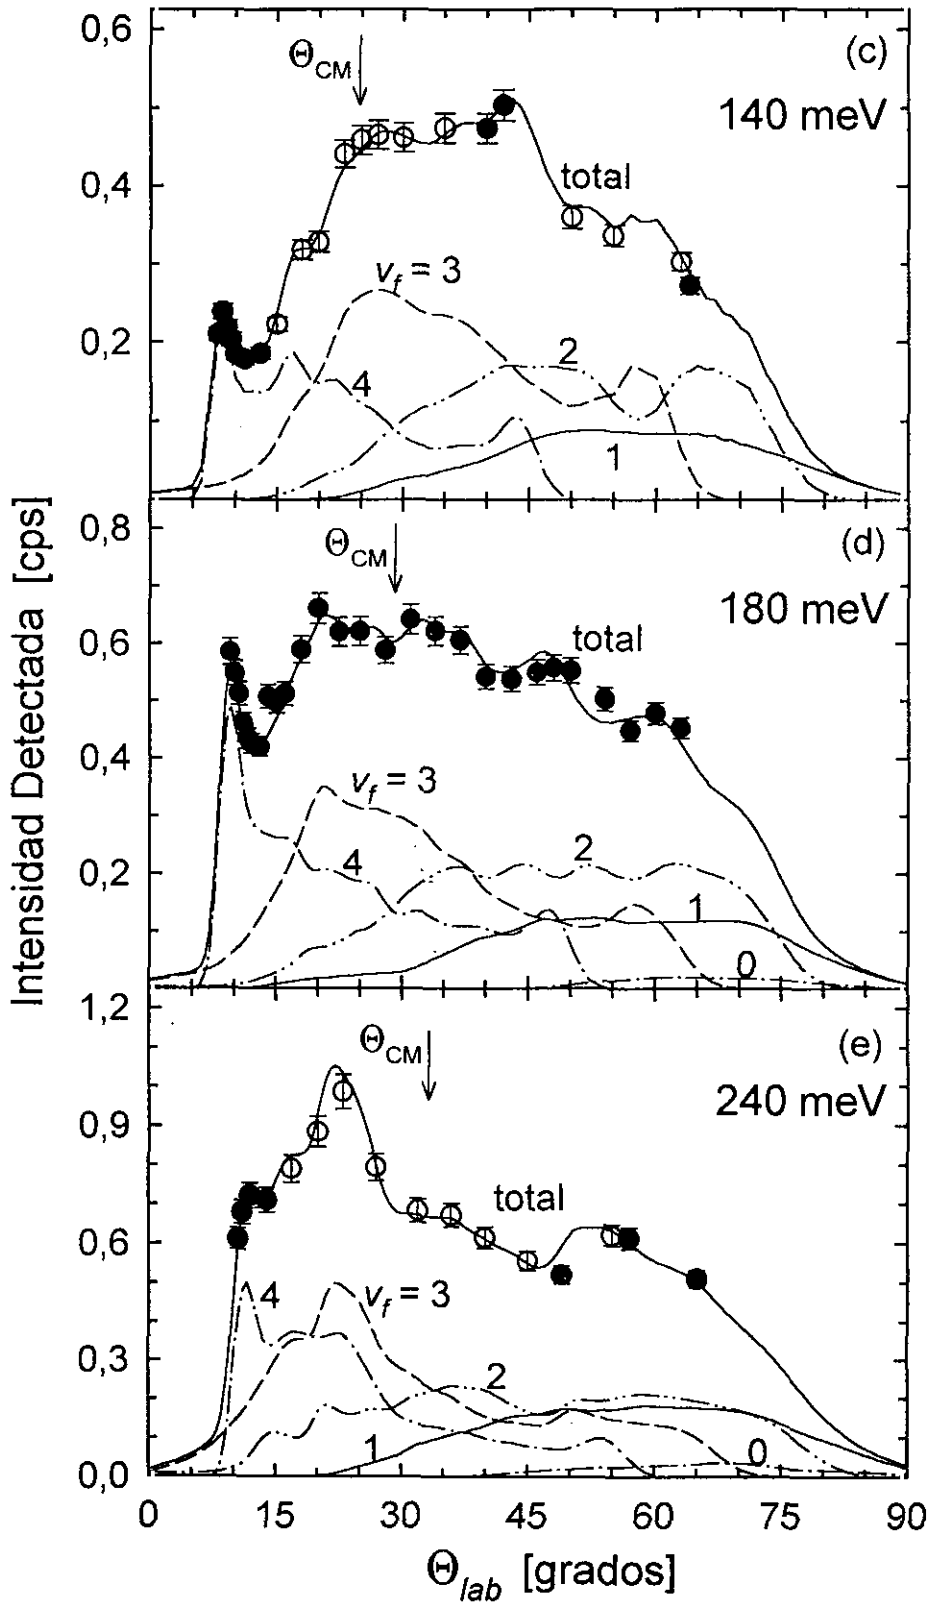 Intensidad Detectada [cps]
0,6
0,4
0,2
Θ_CM
(c)
140 meV
total
v_f = 3
2
4
1
0,8
0,6
0,4
0,2
Θ_CM
(d)
180 meV
total
v_f = 3
2
4
1
0
1,2
0,9
0,6
0,3
0,0
Θ_CM
(e)
240 meV
total
4
v_f = 3
2
1
0
0 15 30 45 60 75 90
Θ_lab [grados]